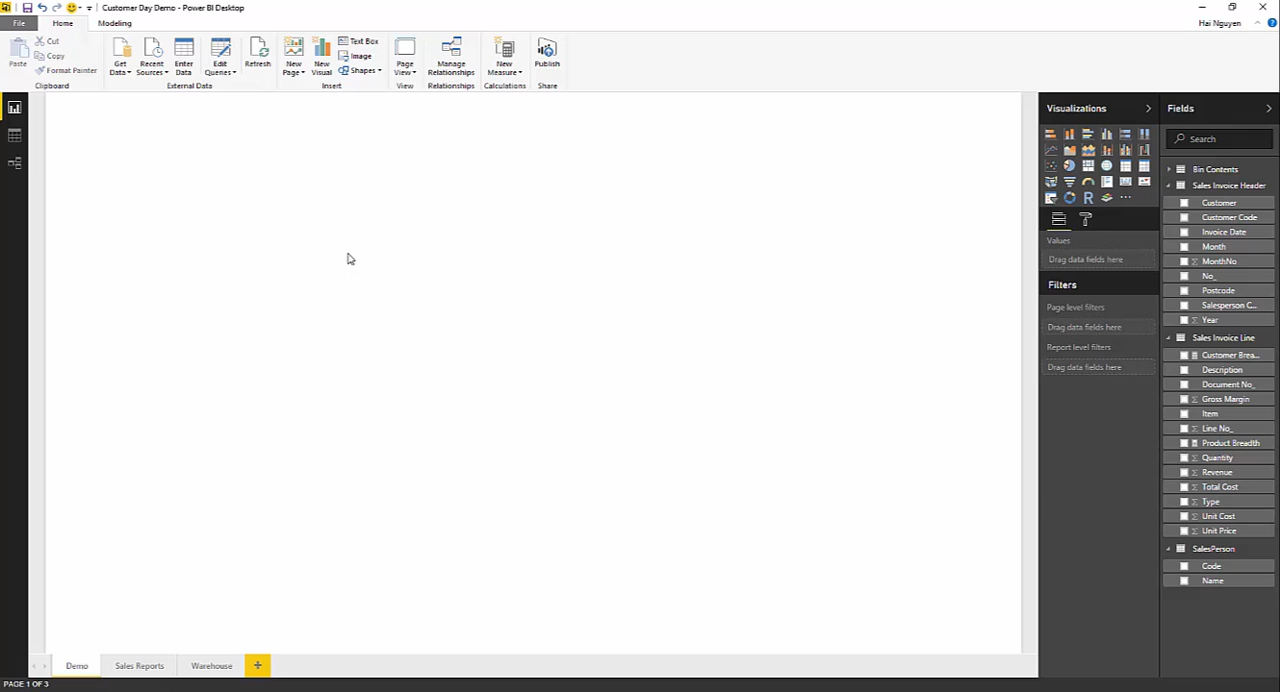 Customer Day Demo - Power BI Desktop
File
Home
Modeling
Hai Nguyen
Paste
Cut
Copy
Format Painter
Clipboard
Get Data
Recent Sources
Enter Data
Edit Queries
External Data
Refresh
New Page
New Visual
Text Box
Image
Shapes
Insert
Page View
View
Manage Relationships
Relationships
New Measure
Calculations
Publish
Share
Visualizations
R
Values
Drag data fields here
Filters
Page level filters
Drag data fields here
Report level filters
Drag data fields here
Fields
Search
Bin Contents
Sales Invoice Header
Customer
Customer Code
Invoice Date
Month
Σ MonthNo
No_
Postcode
Salesperson C...
Σ Year
Sales Invoice Line
Customer Brea...
Description
Document No_
Σ Gross Margin
Item
Σ Line No_
Product Breadth
Σ Quantity
Σ Revenue
Σ Total Cost
Σ Type
Σ Unit Cost
Σ Unit Price
SalesPerson
Code
Name
Demo
Sales Reports
Warehouse
+
PAGE 1 OF 3